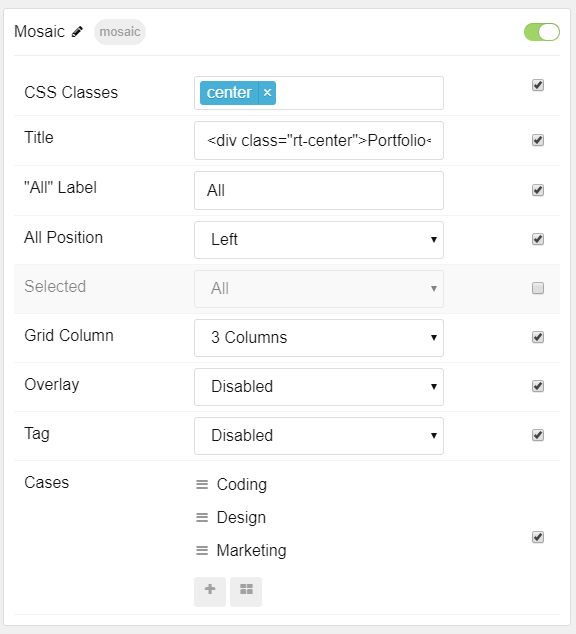 Mosaic mosaic
CSS Classes center ×
Title <div class="rt-center">Portfolio<
"All" Label All
All Position Left
Selected All
Grid Column 3 Columns
Overlay Disabled
Tag Disabled
Cases Coding
Design
Marketing